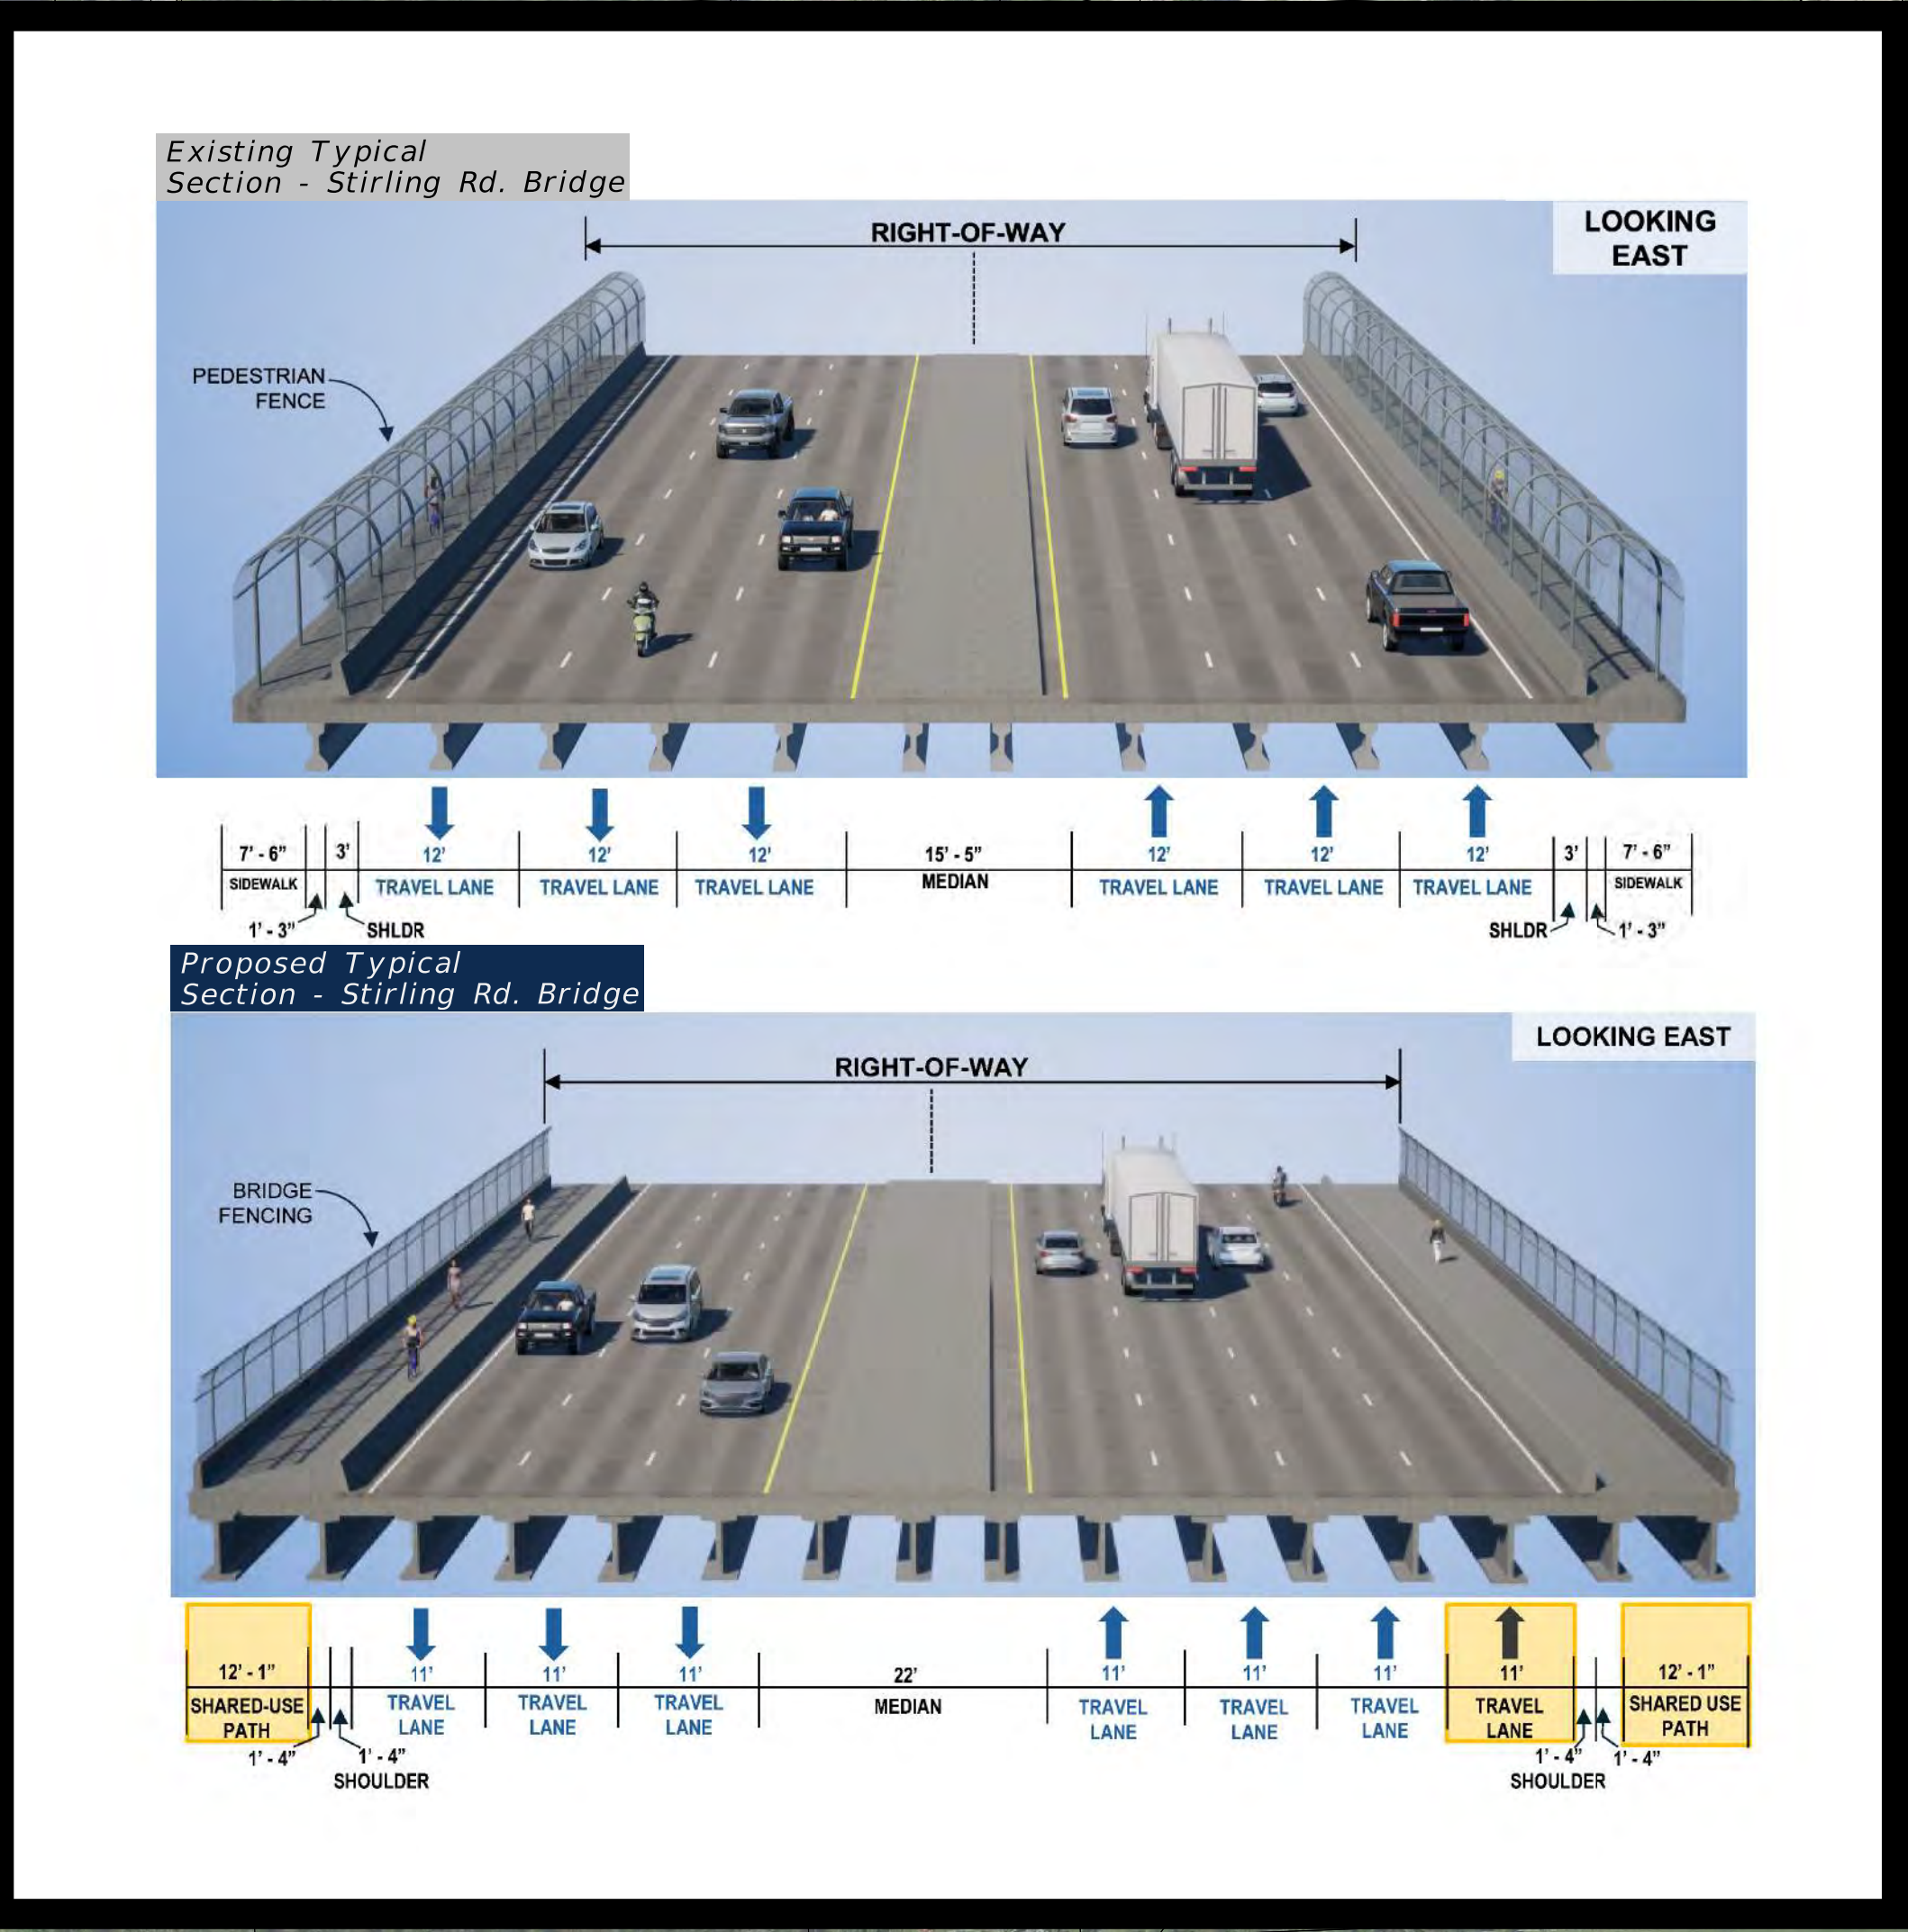 Existing Typical
Section - Stirling Rd. Bridge
RIGHT-OF-WAY
LOOKING
EAST
PEDESTRIAN
FENCE
7' - 6" 3' 12' 12' 12' 15' - 5" 12' 12' 12' 3' 7' - 6"
SIDEWALK TRAVEL LANE TRAVEL LANE TRAVEL LANE MEDIAN TRAVEL LANE TRAVEL LANE TRAVEL LANE SIDEWALK
1' - 3" SHLDR SHLDR 1' - 3"
Proposed Typical
Section - Stirling Rd. Bridge
LOOKING EAST
RIGHT-OF-WAY
BRIDGE
FENCING
12' - 1" 11' 11' 11' 22' 11' 11' 11' 11' 12' - 1"
SHARED-USE TRAVEL TRAVEL TRAVEL MEDIAN TRAVEL TRAVEL TRAVEL TRAVEL SHARED USE
PATH LANE LANE LANE LANE LANE LANE LANE PATH
1' - 4" 1' - 4" 1' - 4" 1' - 4"
SHOULDER SHOULDER